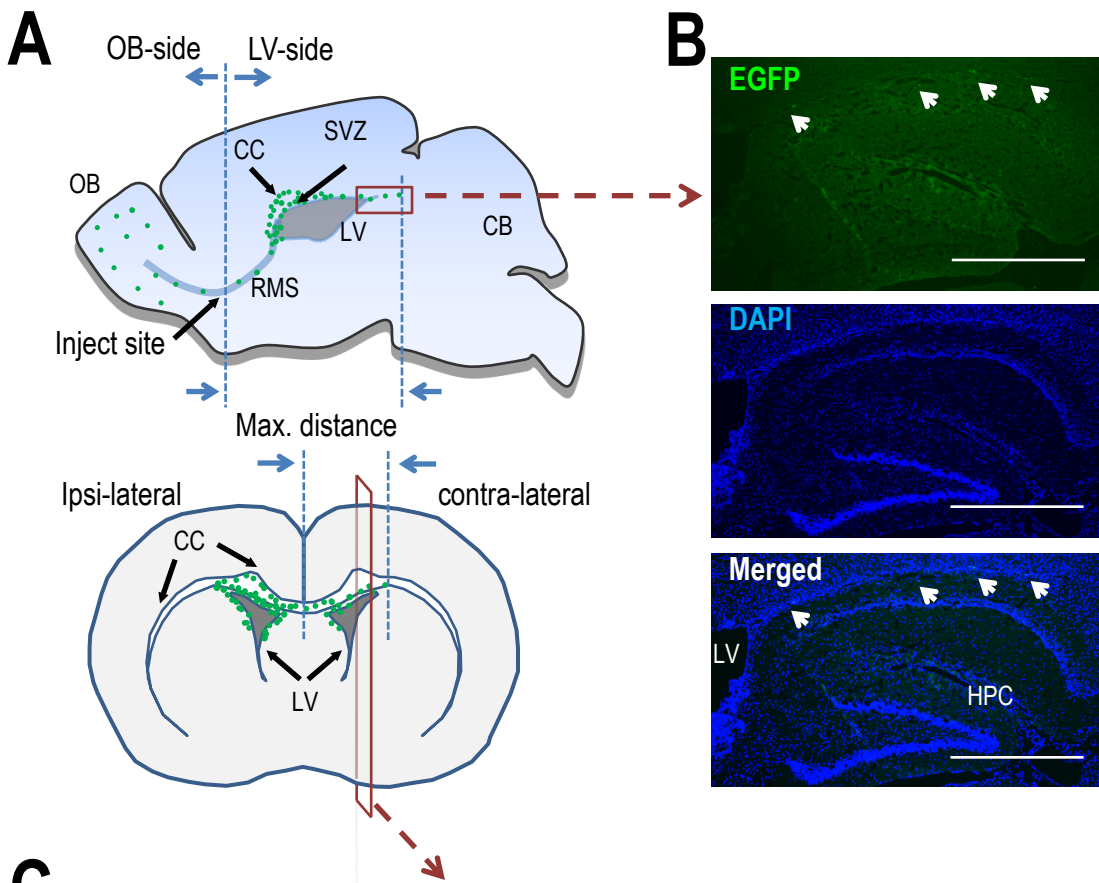 A
OB-side
LV-side
SVZ
CC
OB
LV
CB
RMS
Inject site
Max. distance
Ipsi-lateral
contra-lateral
CC
LV
B
EGFP
DAPI
Merged
LV
HPC
C